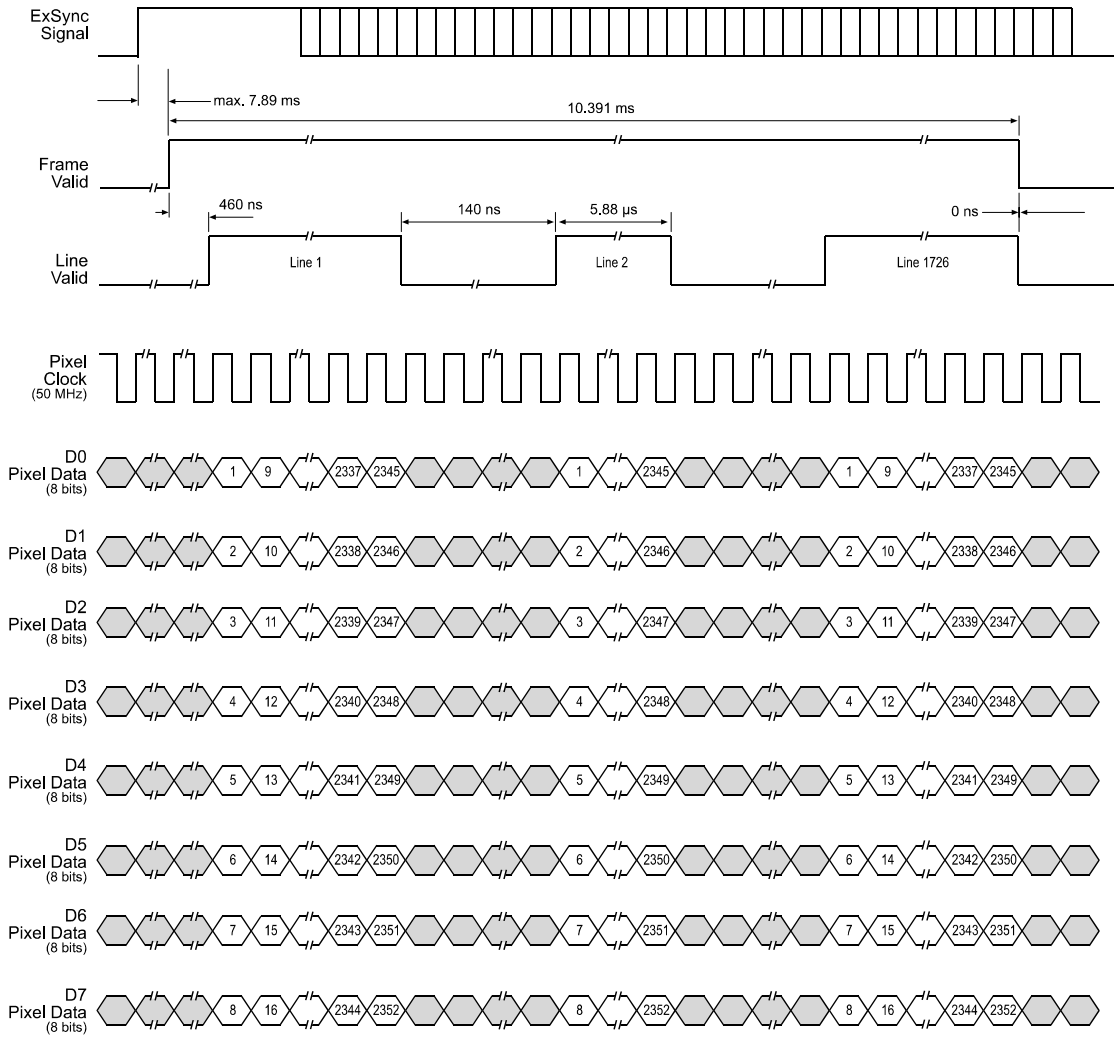 ExSync
Signal
max. 7.89 ms
10.391 ms
Frame
Valid
460 ns
140 ns
5.88 µs
0 ns
Line
Valid
Line 1
Line 2
Line 1726
Pixel
Clock
(50 MHz)
D0
Pixel Data
(8 bits)
1 9 2337 2345 1 2345 1 9 2337 2345
D1
Pixel Data
(8 bits)
2 10 2338 2346 2 2346 2 10 2338 2346
D2
Pixel Data
(8 bits)
3 11 2339 2347 3 2347 3 11 2339 2347
D3
Pixel Data
(8 bits)
4 12 2340 2348 4 2348 4 12 2340 2348
D4
Pixel Data
(8 bits)
5 13 2341 2349 5 2349 5 13 2341 2349
D5
Pixel Data
(8 bits)
6 14 2342 2350 6 2350 6 14 2342 2350
D6
Pixel Data
(8 bits)
7 15 2343 2351 7 2351 7 15 2343 2351
D7
Pixel Data
(8 bits)
8 16 2344 2352 8 2352 8 16 2344 2352